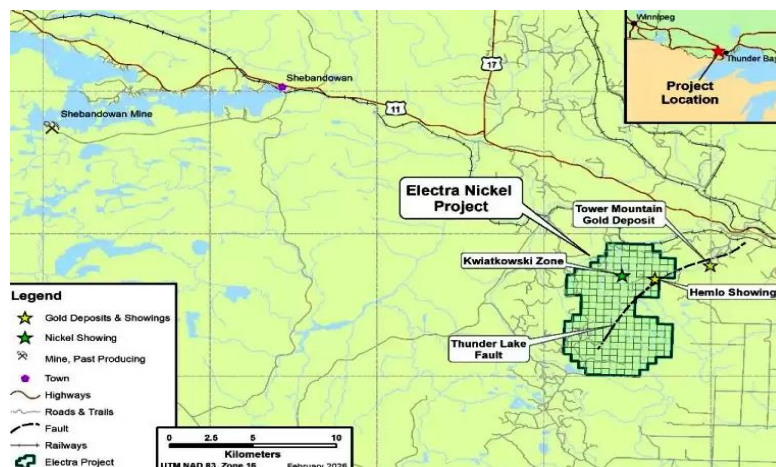 Winnipeg
Thunder Bay
Project
Location
17
Shebandowan
Shebandowan Mine
11
Electra Nickel
Project
Tower Mountain
Gold Deposit
Kwiatkowski Zone
Hemlo Showing
Thunder Lake
Fault
Legend
Gold Deposits & Showings
Nickel Showing
Mine, Past Producing
Town
Highways
Roads & Trails
Fault
Railways
Electra Project
0 2.5 5 10
Kilometers
UTM NAD 83, Zone 16 February 2026